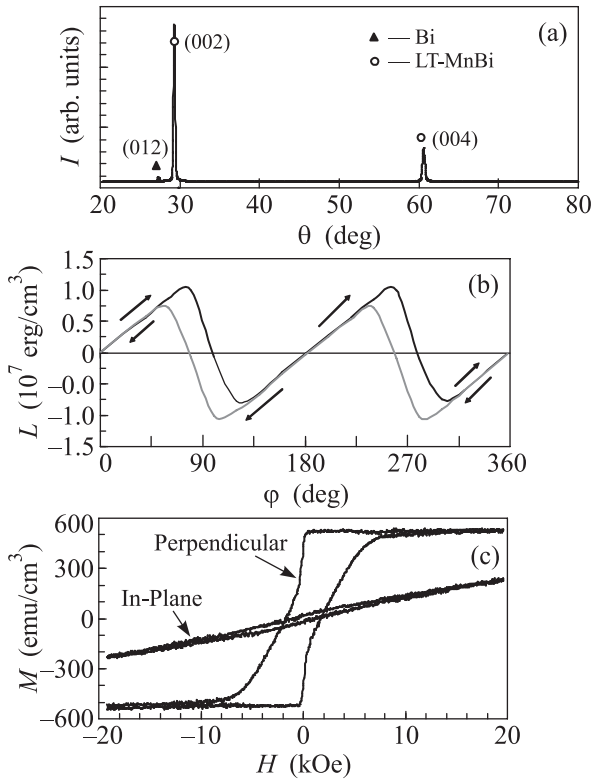 (a)
▲ — Bi
○ — LT-MnBi
(002)
(012)
(004)
I (arb. units)
20 30 40 50 60 70 80
θ (deg)
(b)
1.5
1.0
0.5
0
−0.0
−1.0
−1.5
L (10⁷ erg/cm³)
0 90 180 270 360
φ (deg)
(c)
600
300
0
−300
−600
M (emu/cm³)
Perpendicular
In-Plane
−20 −10 0 10 20
H (kOe)